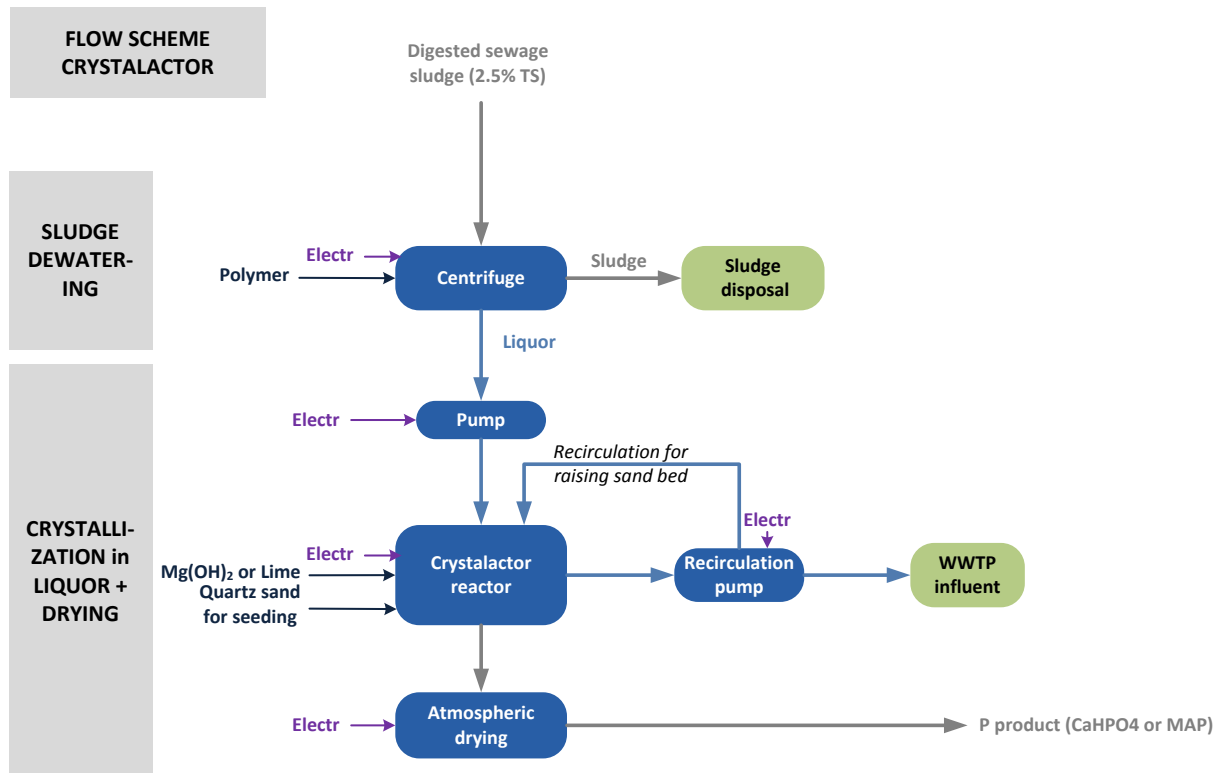 FLOW SCHEME
CRYSTALACTOR
Digested sewage
sludge (2.5% TS)
SLUDGE
DEWATER-
ING
Electr
Polymer
Centrifuge
Sludge
Sludge
disposal
Liquor
Electr
Pump
Recirculation for
raising sand bed
CRYSTALLI-
ZATION in
LIQUOR +
DRYING
Electr
Mg(OH)₂ or Lime
Quartz sand
for seeding
Crystalactor
reactor
Electr
Recirculation
pump
WWTP
influent
Electr
Atmospheric
drying
P product (CaHPO4 or MAP)